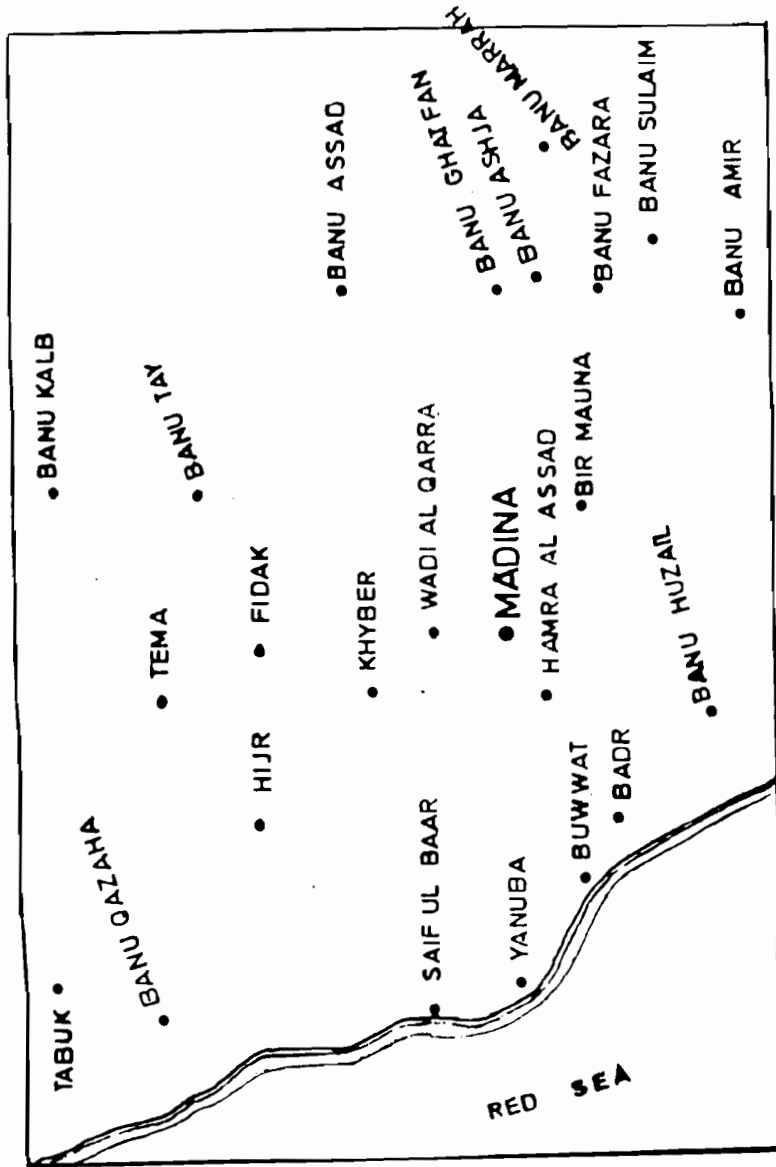 TABUK
BANU QAZAHA
BANU KALB
BANU TAY
TEMA
HIJR
FIDAK
BANU ASSAD
KHYBER
SAIF UL BAAR
WADI AL QARRA
BANU GHATFAN
BANU ASHJA
BANU MARRAH
YANUBA
MADINA
HAMRA AL ASSAD
BANU FAZARA
BUWWAT
BIR MAUNA
BADR
BANU SULAIM
BANU HUZAIL
BANU AMIR
RED SEA